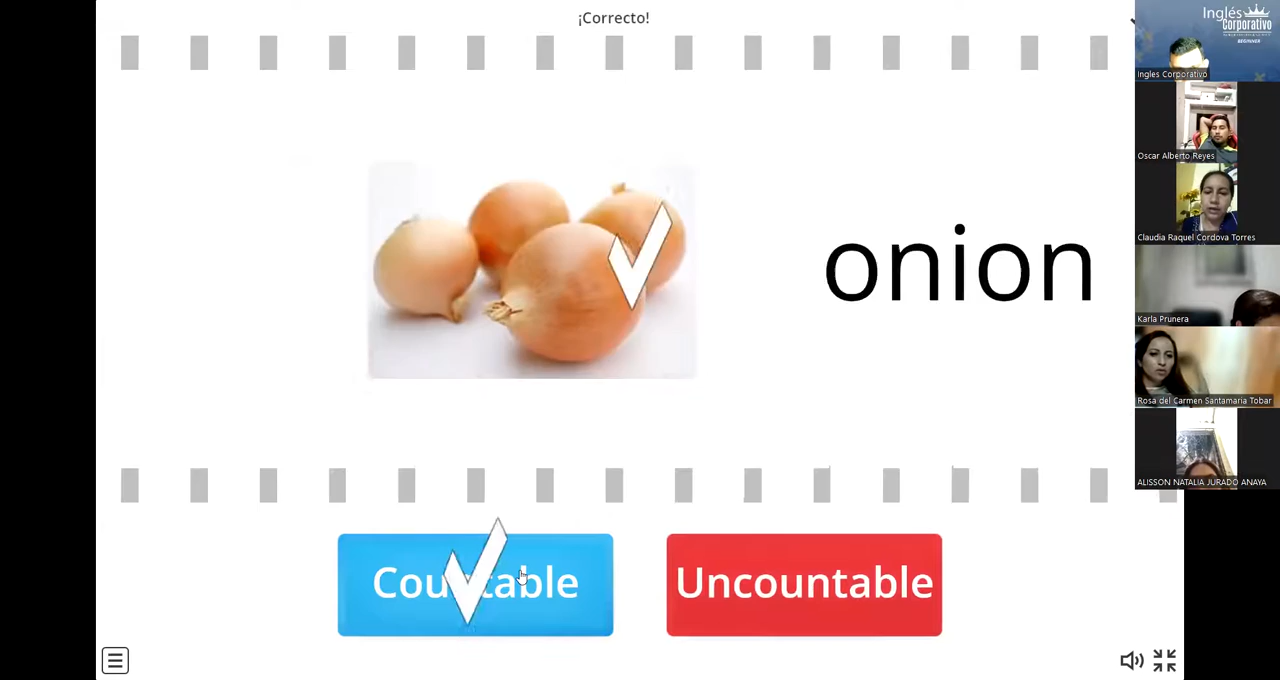 ¡Correcto!
onion
Countable
Uncountable
Inglés
Corporativo
BEGINNER
Ingles Corporativo
Oscar Alberto Reyes
Claudia Raquel Cordova Torres
Karla Prunera
Rosa del Carmen Santamaria Tobar
ALISSON NATALIA JURADO ANAYA